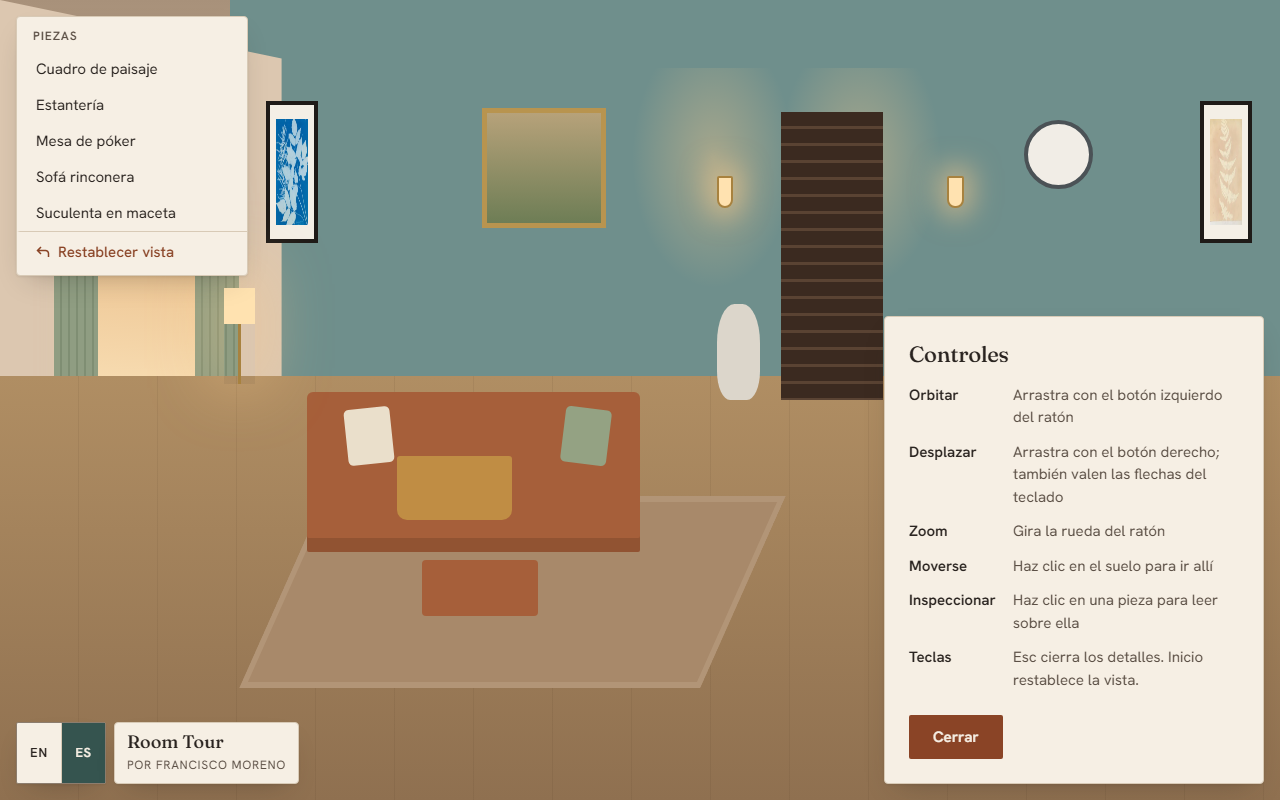 PIEZAS
Cuadro de paisaje
Estantería
Mesa de póker
Sofá rinconera
Suculenta en maceta
Restablecer vista
Controles
Orbitar
Arrastra con el botón izquierdo
del ratón
Desplazar
Arrastra con el botón derecho;
también valen las flechas del
teclado
Zoom
Gira la rueda del ratón
Moverse
Haz clic en el suelo para ir allí
Inspeccionar
Haz clic en una pieza para leer
sobre ella
Teclas
Esc cierra los detalles. Inicio
restablece la vista.
Cerrar
EN
ES
Room Tour
POR FRANCISCO MORENO